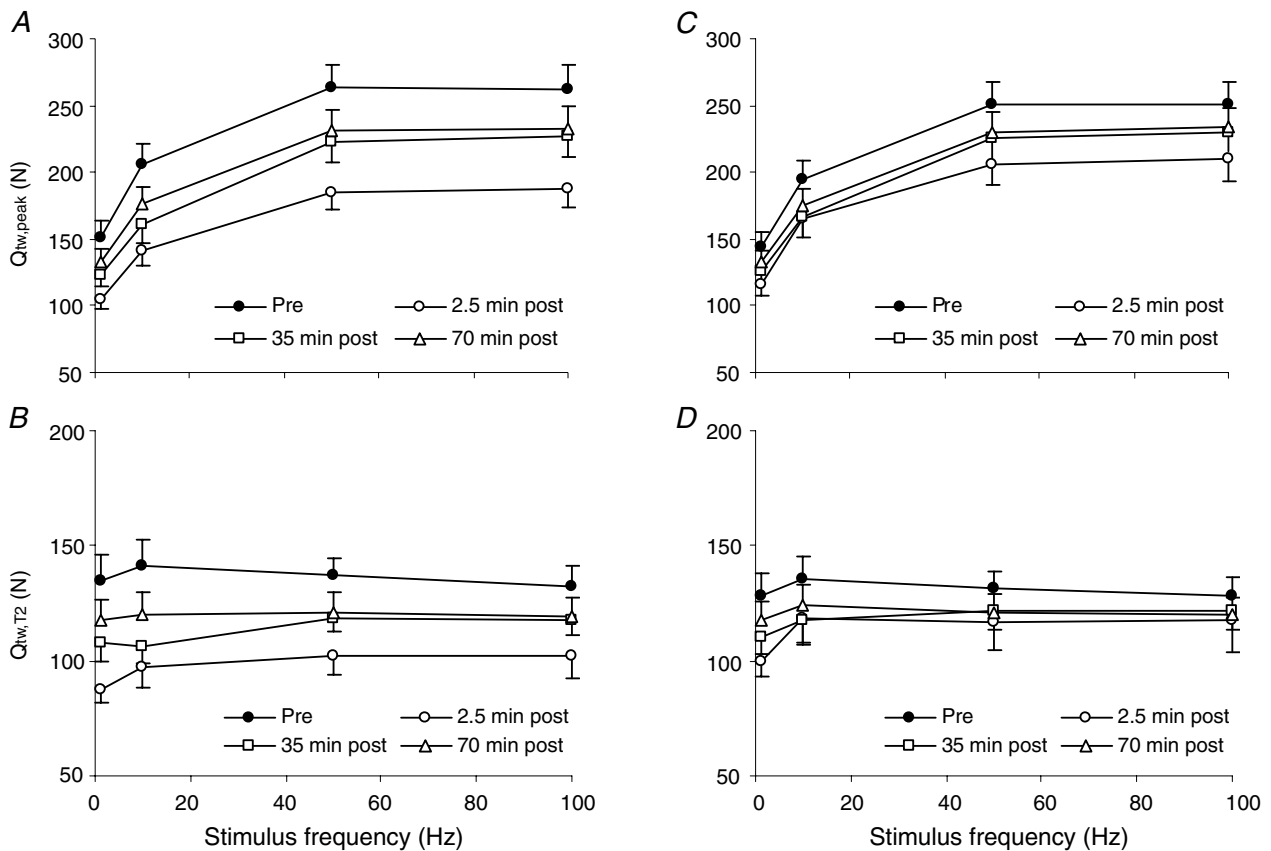 A
300
250
200
150
100
50
Qtw,peak (N)
Pre
2.5 min post
35 min post
70 min post
C
300
250
200
150
100
50
Qtw,peak (N)
Pre
2.5 min post
35 min post
70 min post
B
200
150
100
50
Qtw,T2 (N)
Pre
2.5 min post
35 min post
70 min post
0 20 40 60 80 100
Stimulus frequency (Hz)
D
200
150
100
50
Qtw,T2 (N)
Pre
2.5 min post
35 min post
70 min post
0 20 40 60 80 100
Stimulus frequency (Hz)